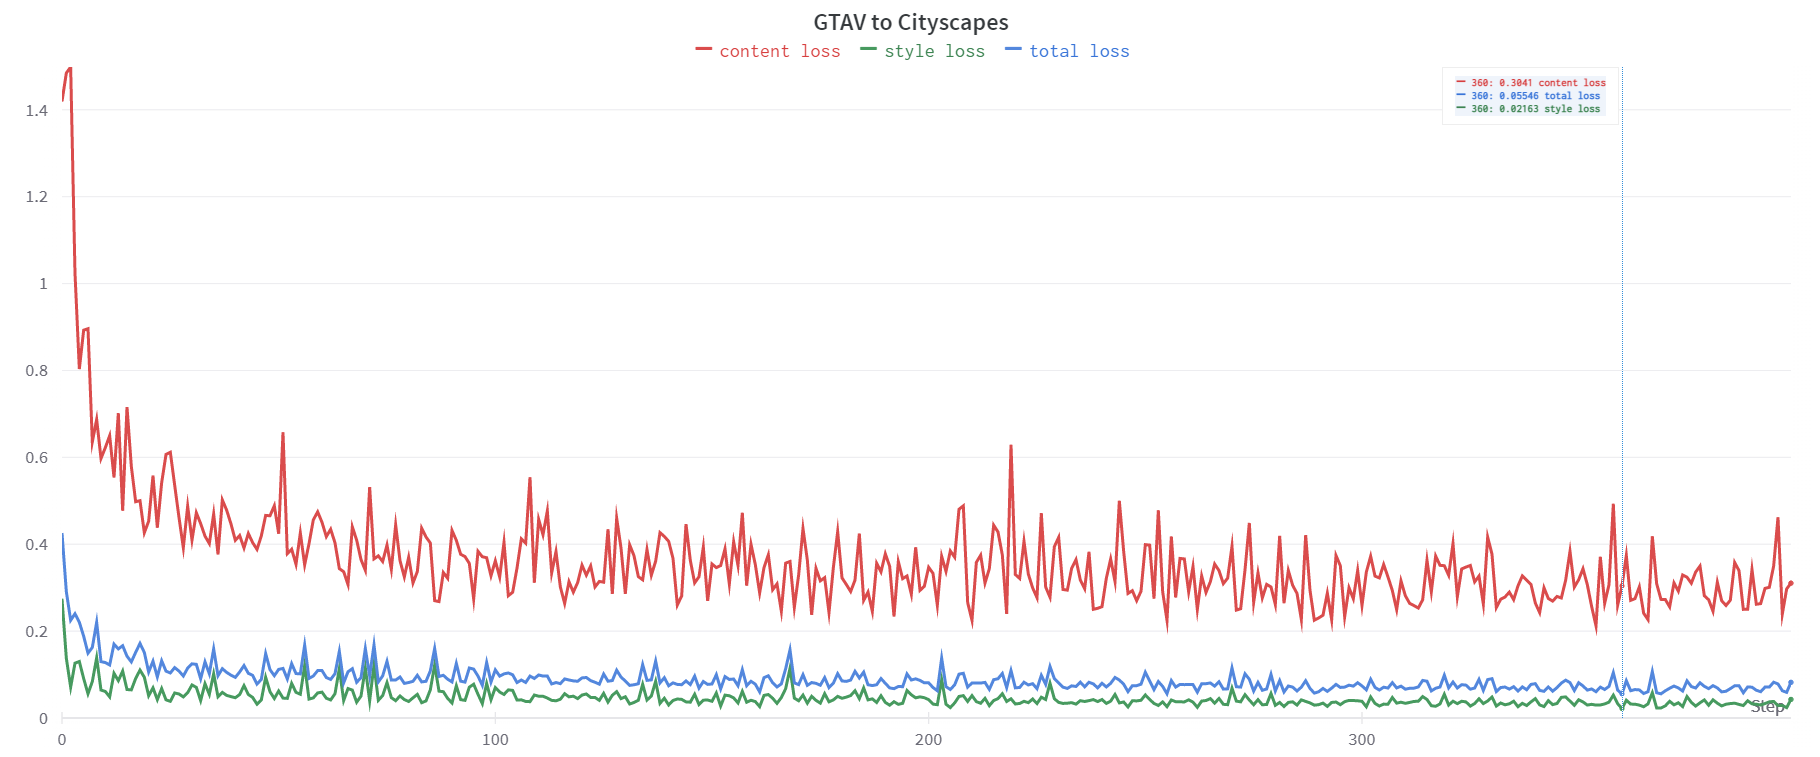 GTAV to Cityscapes
content loss style loss total loss
360: 0.3041 content loss
360: 0.05546 total loss
360: 0.02163 style loss
1.4
1.2
1
0.8
0.6
0.4
0.2
0
Step
0 100 200 300